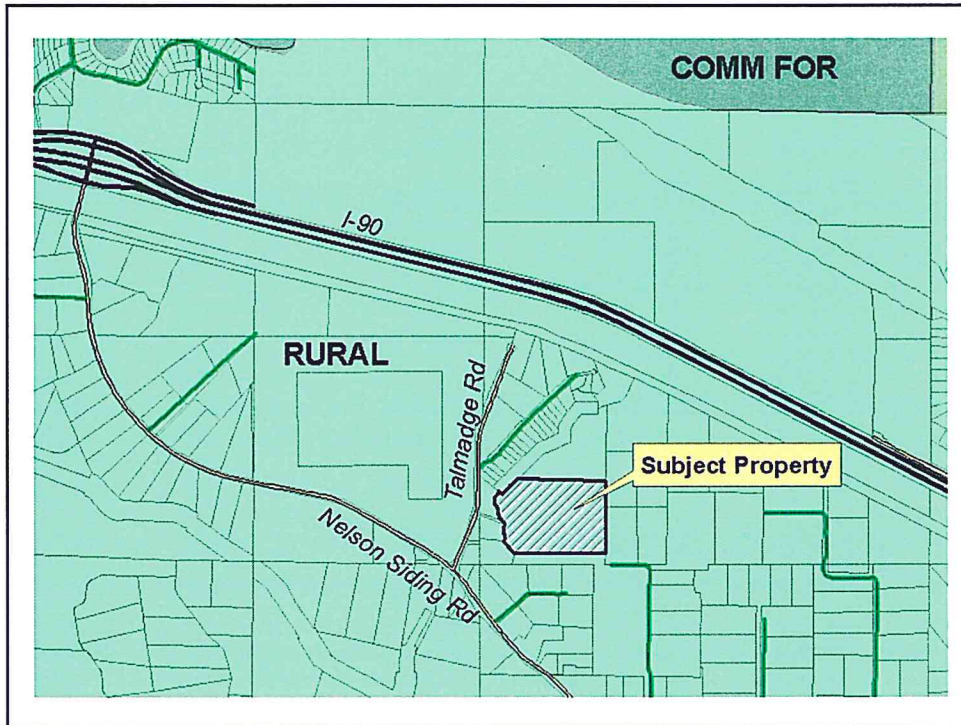 COMM FOR
I-90
RURAL
Talmadge Rd
Subject Property
Nelson Siding Rd